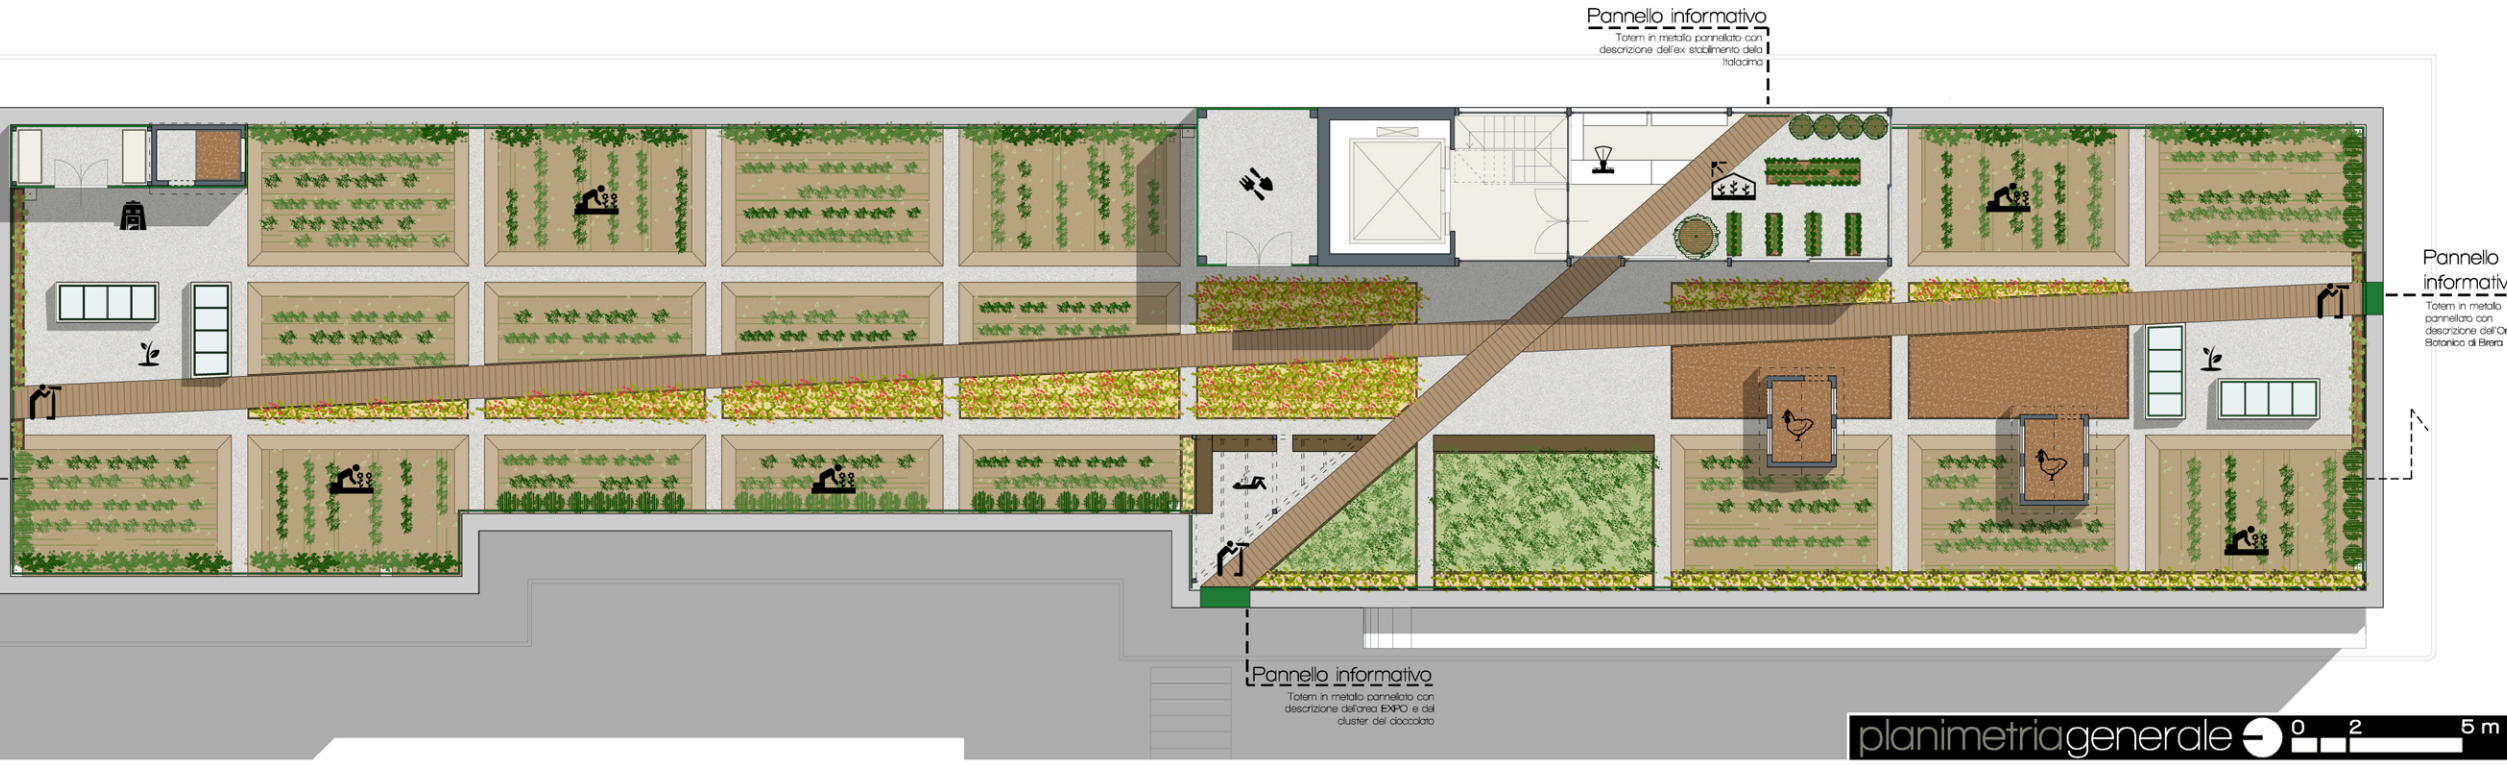 Pannello informativo
Totem in metallo pannellato con
descrizione dell'ex stabilimento della
Italcima
Pannello
informativ
Totem in metallo
pannellato con
descrizione dell'Or
Botanico di Brera
Pannello informativo
Totem in metallo pannellato con
descrizione dell'area EXPO e del
cluster del cioccolato
planimetriagenerale 0 2 5 m